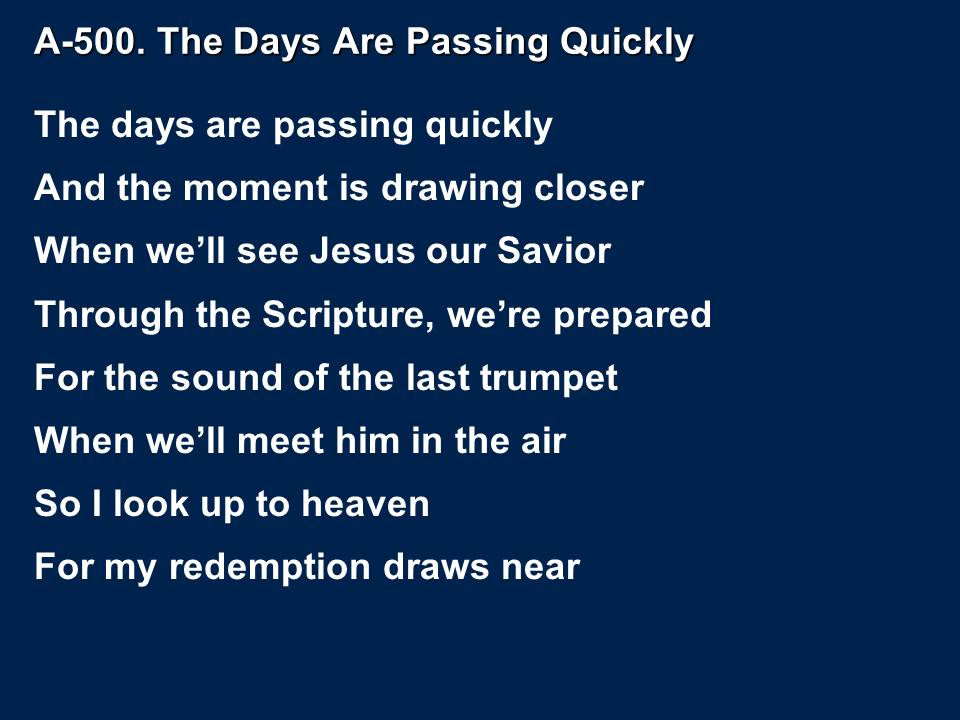 A-500. The Days Are Passing Quickly
The days are passing quickly
And the moment is drawing closer
When we’ll see Jesus our Savior
Through the Scripture, we’re prepared
For the sound of the last trumpet
When we’ll meet him in the air
So I look up to heaven
For my redemption draws near